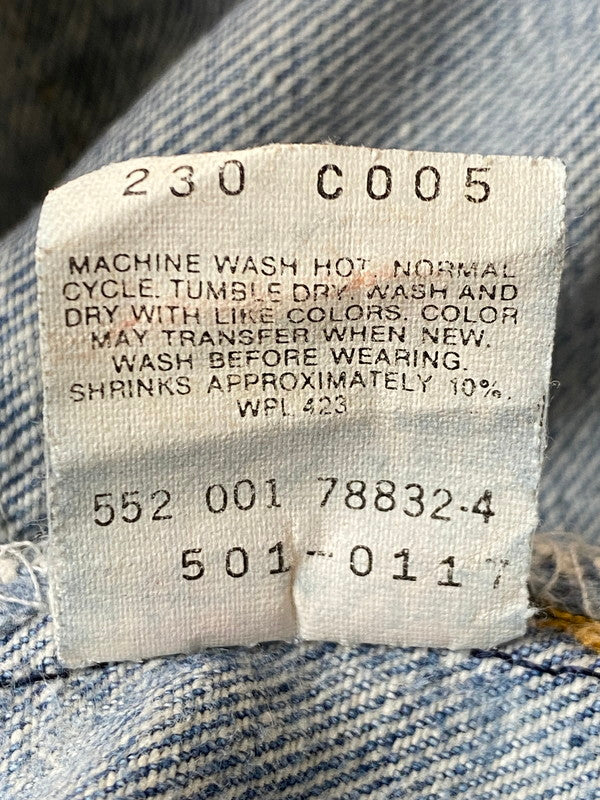 230 C005
MACHINE WASH HOT. NORMAL
CYCLE. TUMBLE DRY. WASH AND
DRY WITH LIKE COLORS. COLOR
MAY TRANSFER WHEN NEW.
WASH BEFORE WEARING.
SHRINKS APPROXIMATELY 10%.
WPL 423
552 001 78832-4
501-0117